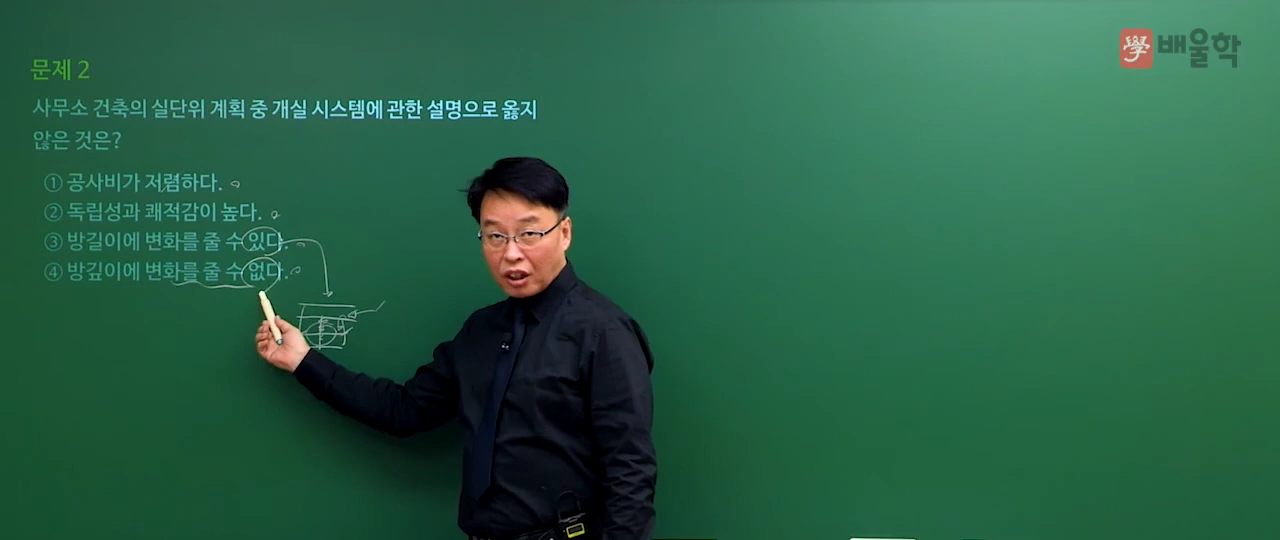 學 배울학
문제 2
사무소 건축의 실단위 계획 중 개실 시스템에 관한 설명으로 옳지
않은 것은?
① 공사비가 저렴하다.
② 독립성과 쾌적감이 높다.
③ 방길이에 변화를 줄 수 있다.
④ 방깊이에 변화를 줄 수 없다.